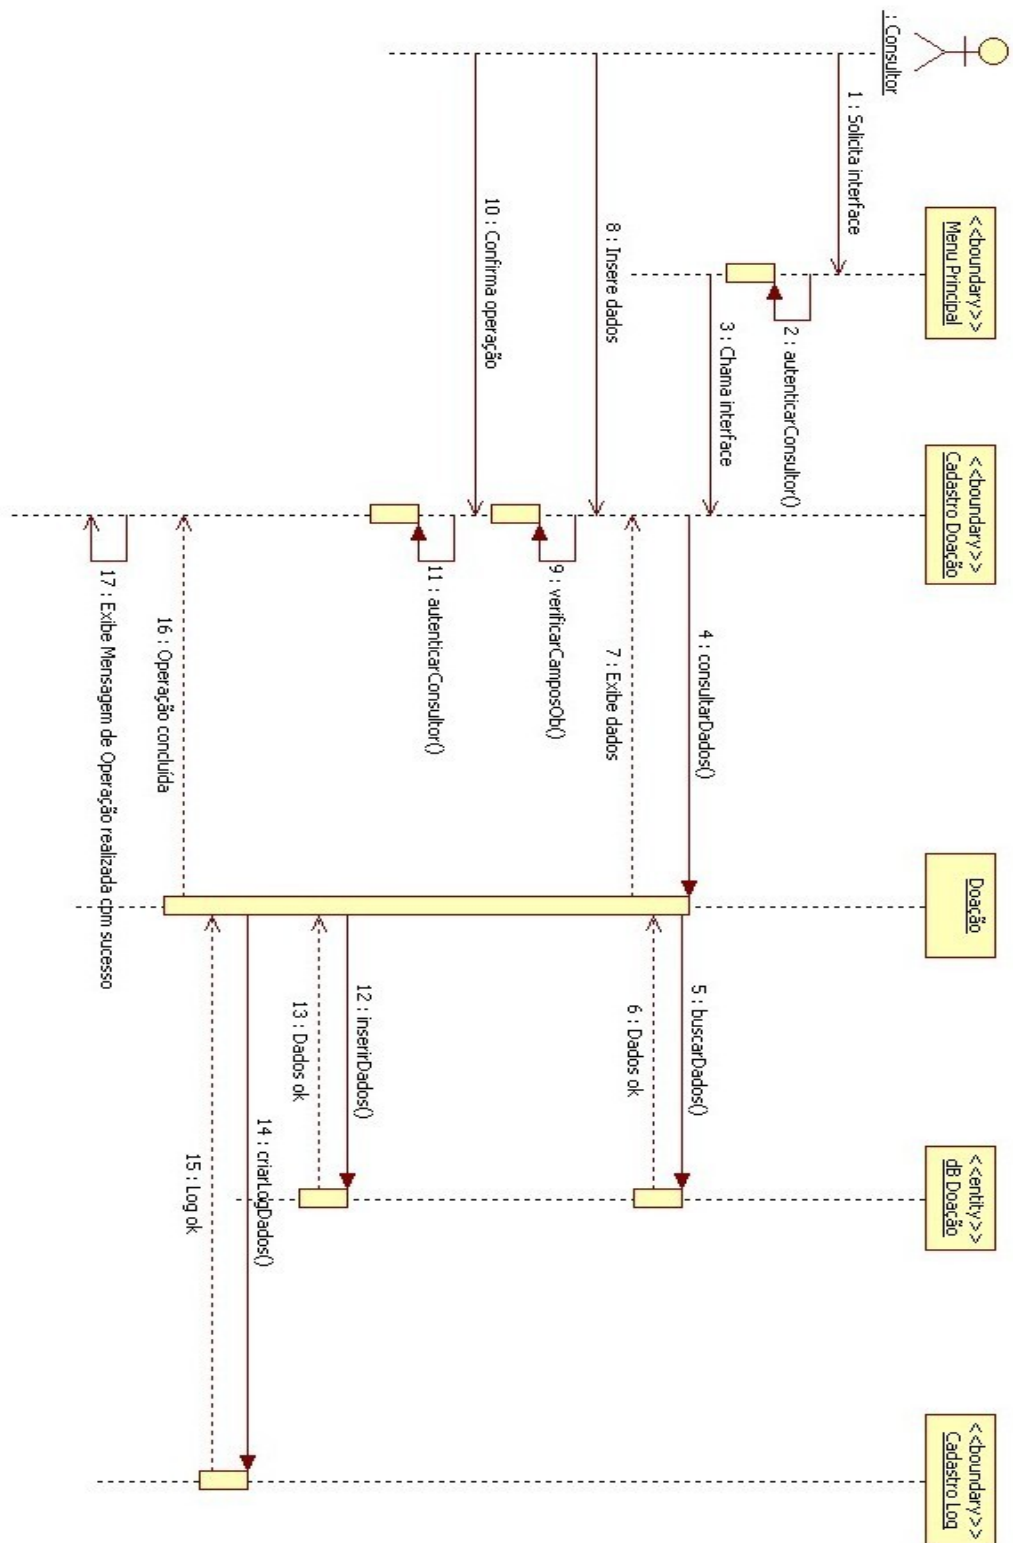 : Consultor
<<boundary>>
Menu Principal
<<boundary>>
Cadastro Doação
Doação
<<entity>>
dB Doação
<<boundary>>
Cadastro Log
1 : Solicita interface
2 : autenticarConsultor()
3 : Chama interface
4 : consultarDados()
5 : buscarDados()
6 : Dados ok
7 : Exibe dados
8 : Insere dados
9 : verificarCamposOb()
10 : Confirma operação
11 : autenticarConsultor()
12 : inserirDados()
13 : Dados ok
14 : criarLogDados()
15 : Log ok
16 : Operação concluída
17 : Exibe Mensagem de Operação realizada cpm sucesso